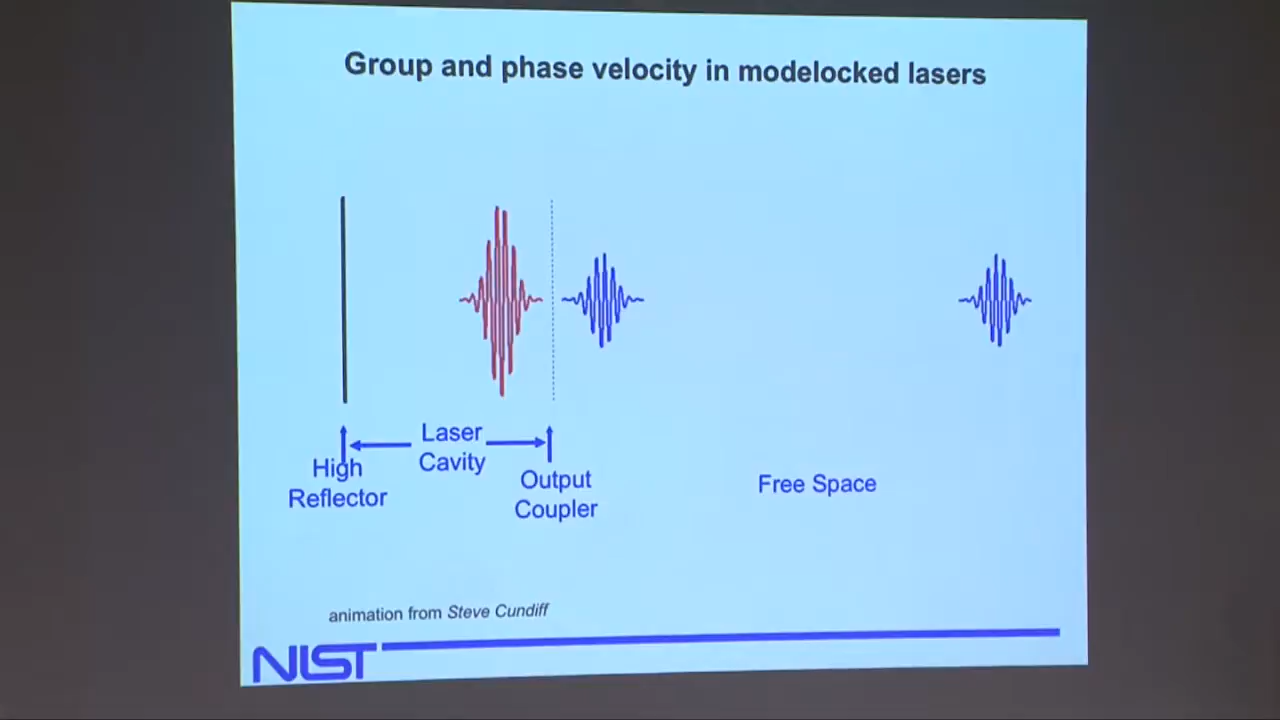 Group and phase velocity in modelocked lasers
Laser
Cavity
High
Reflector
Output
Coupler
Free Space
animation from Steve Cundiff
NIST